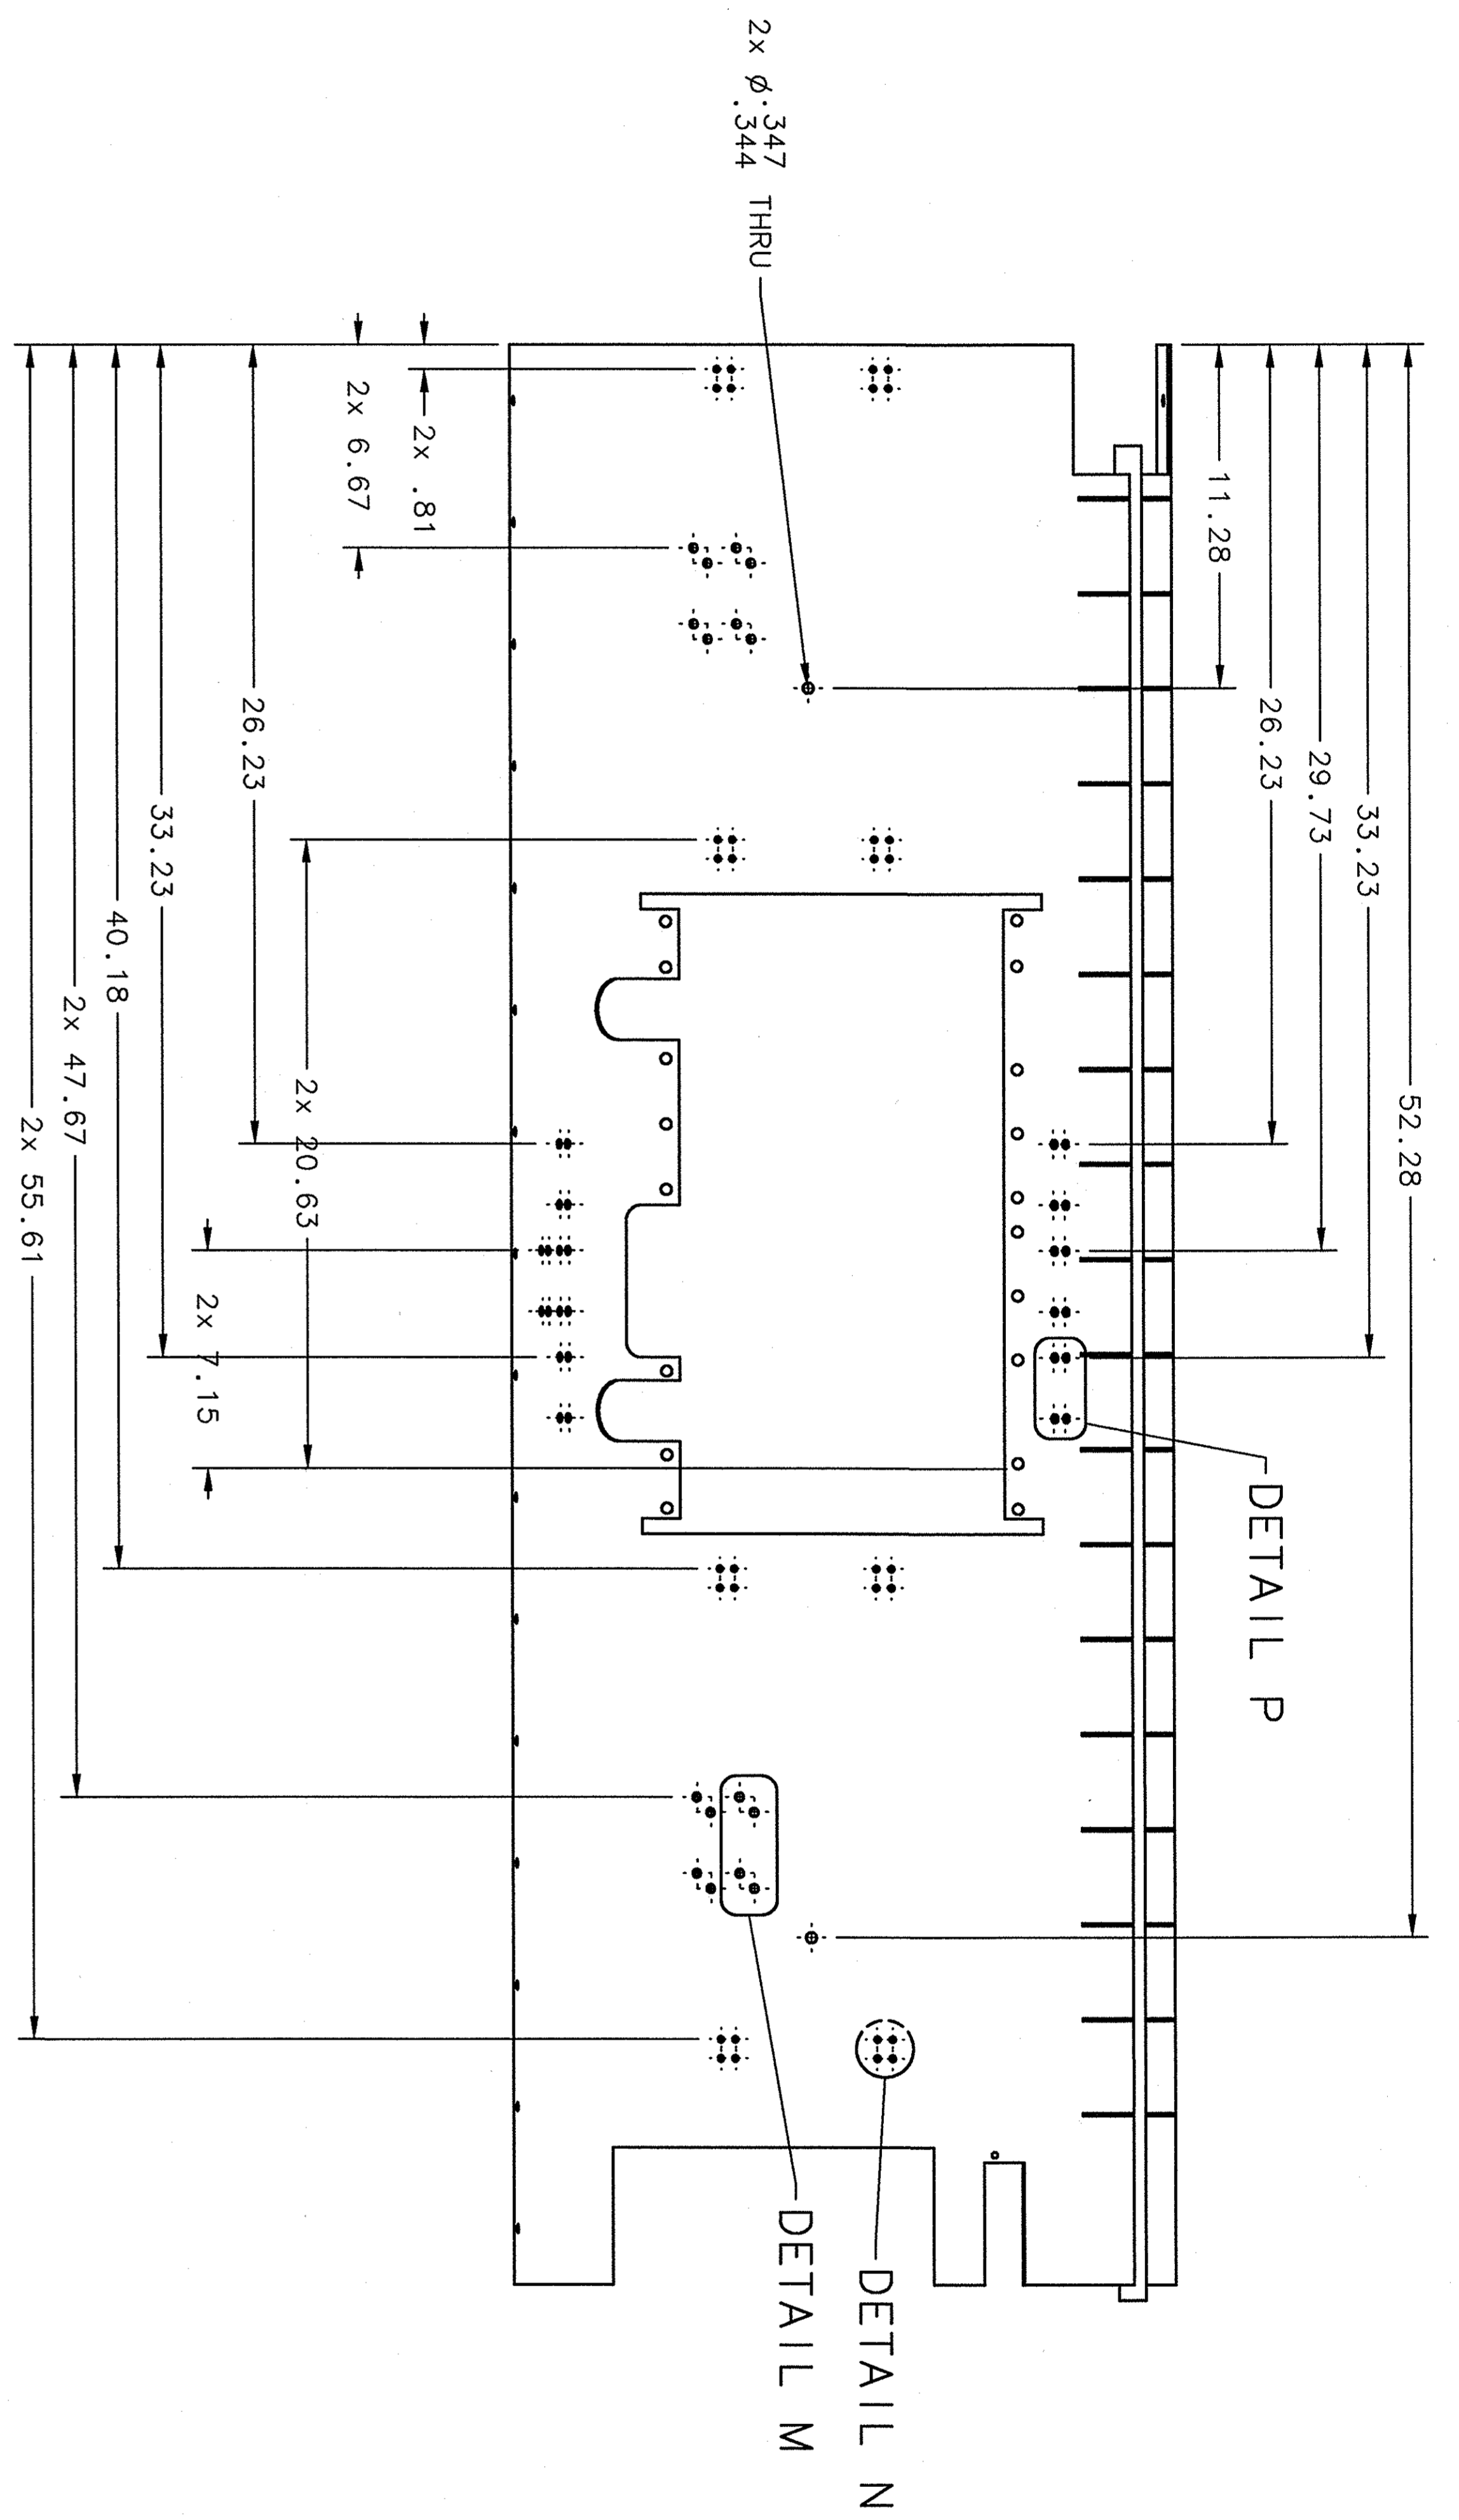 2x Ø.347
.344 THRU
52.28
33.23
29.73
26.23
11.28
DETAIL P
2x .81
2x 6.67
26.23
2x 20.63
2x 7.15
33.23
40.18
2x 47.67
2x 55.61
DETAIL N
DETAIL M